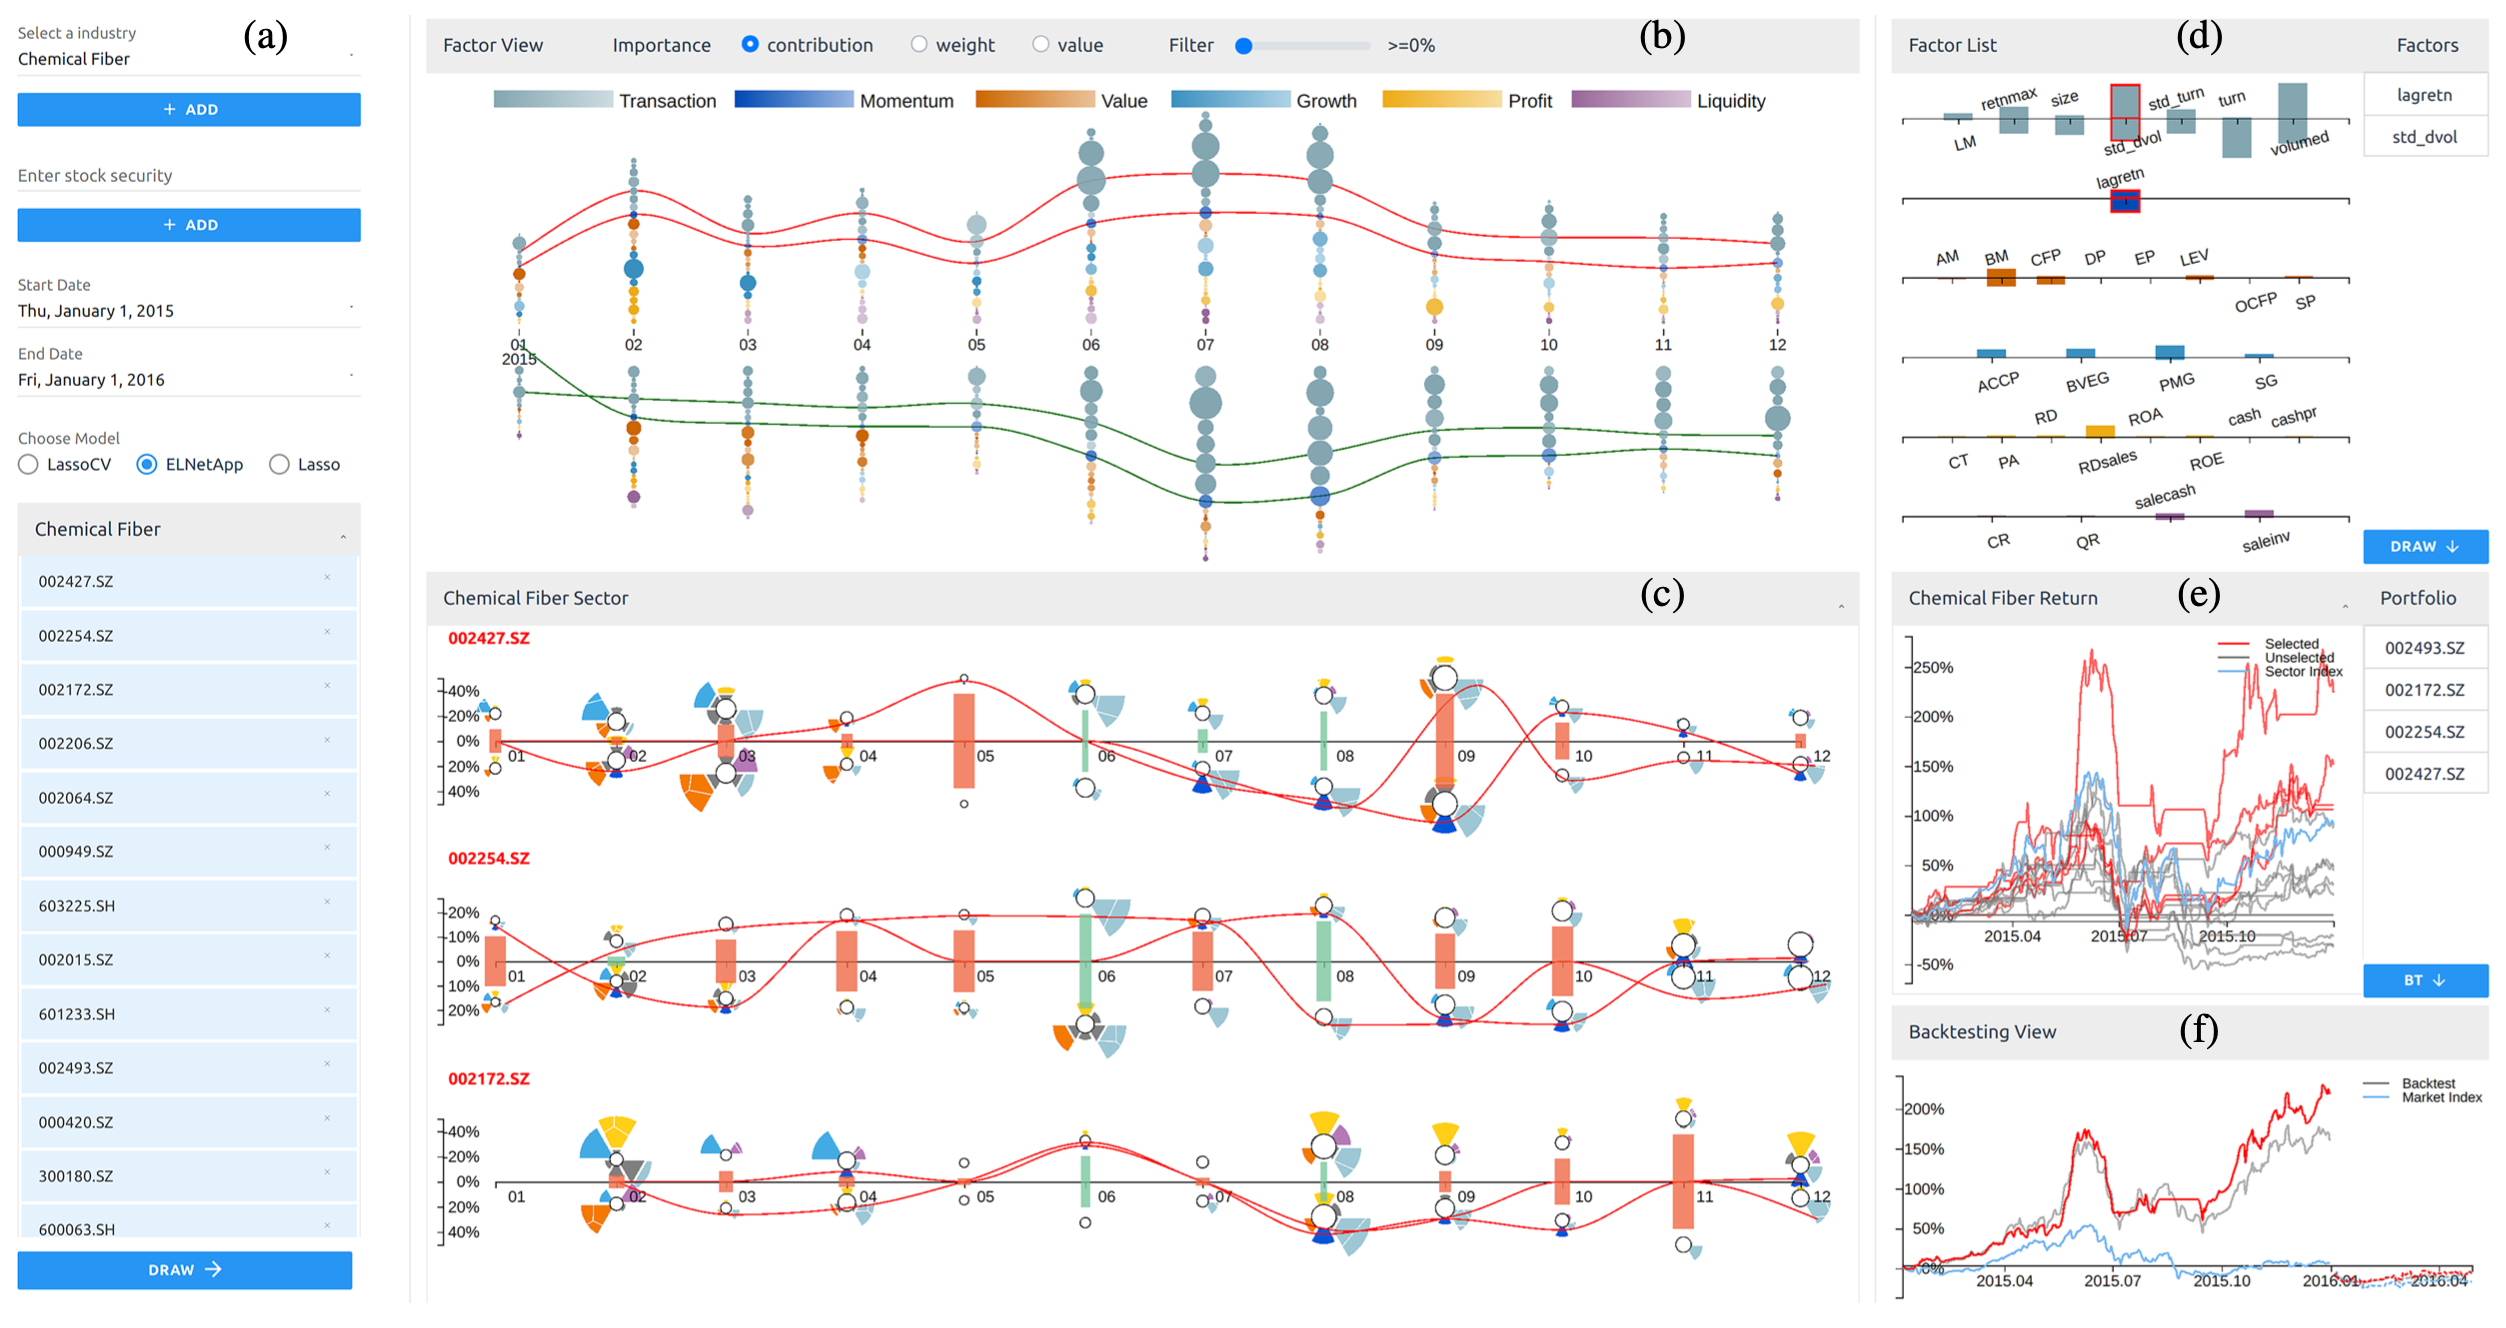 (a)
Select a industry
Chemical Fiber
+ ADD
Enter stock security
+ ADD
Start Date
Thu, January 1, 2015
End Date
Fri, January 1, 2016
Choose Model
LassoCV ELNetApp Lasso
Chemical Fiber
002427.SZ
002254.SZ
002172.SZ
002206.SZ
002064.SZ
000949.SZ
603225.SH
002015.SZ
601233.SH
002493.SZ
000420.SZ
300180.SZ
600063.SH
DRAW →
Factor View Importance contribution weight value Filter >=0% (b)
Transaction Momentum Value Growth Profit Liquidity
01 02 03 04 05 06 07 08 09 10 11 12
2015
Chemical Fiber Sector (c)
002427.SZ
40%
20%
0%
20%
40%
01 02 03 04 05 06 07 08 09 10 11 12
002254.SZ
20%
10%
0%
10%
20%
01 02 03 04 05 06 07 08 09 10 11 12
002172.SZ
40%
20%
0%
20%
40%
01 02 03 04 05 06 07 08 09 10 11 12
Factor List (d) Factors
lagretn
std_dvol
LM retnmax size std_dvol std_turn turn volumed
lagretn
AM BM CFP DP EP LEV OCFP SP
ACCP BVEG PMG SG
CT PA RD RDsales ROA ROE cash cashpr
CR QR salecash saleinv
DRAW ↓
Chemical Fiber Return (e) Portfolio
002493.SZ
002172.SZ
002254.SZ
002427.SZ
BT ↓
Selected
Unselected
Sector Index
250%
200%
150%
100%
50%
0%
-50%
2015.04 2015.07 2015.10
Backtesting View (f)
Backtest
Market Index
200%
150%
100%
50%
0%
2015.04 2015.07 2015.10 2016.01 2016.04